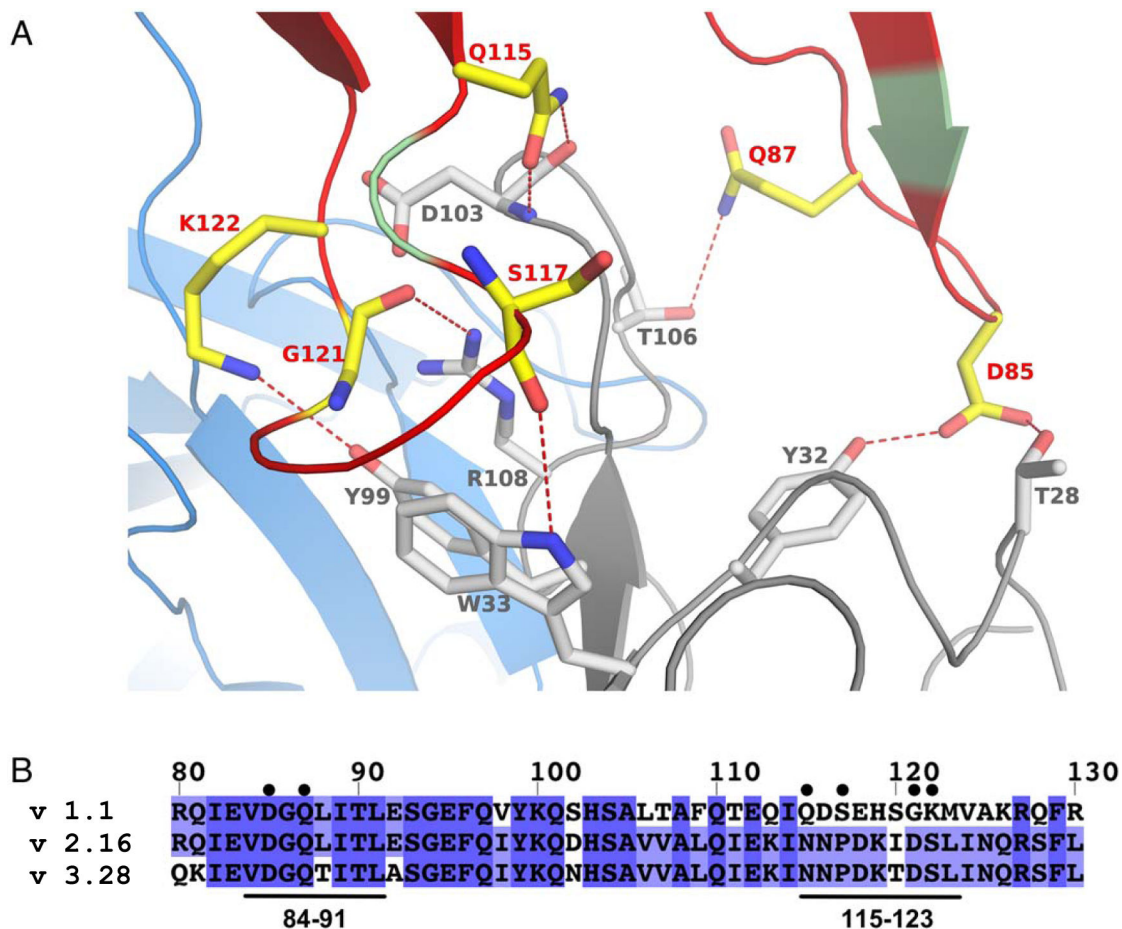 A
Q115
Q87
D103
K122
S117
T106
G121
D85
Y32
R108
Y99
T28
W33
B
80 90 100 110 120 130
v 1.1 RQIEVDGQLITLESGEFQVYKQSHSALTAFQTEQIQDSEHSGKMVAKRQFR
v 2.16 RQIEVDGQLITLESGEFQIYKQDHSAVVALQIEKINNPDKIDSLINQRSFL
v 3.28 QKIEVDGQTITLASGEFQIYKQNHSAVVALQIEKINNPDKTDSLINQRSFL
84-91 115-123